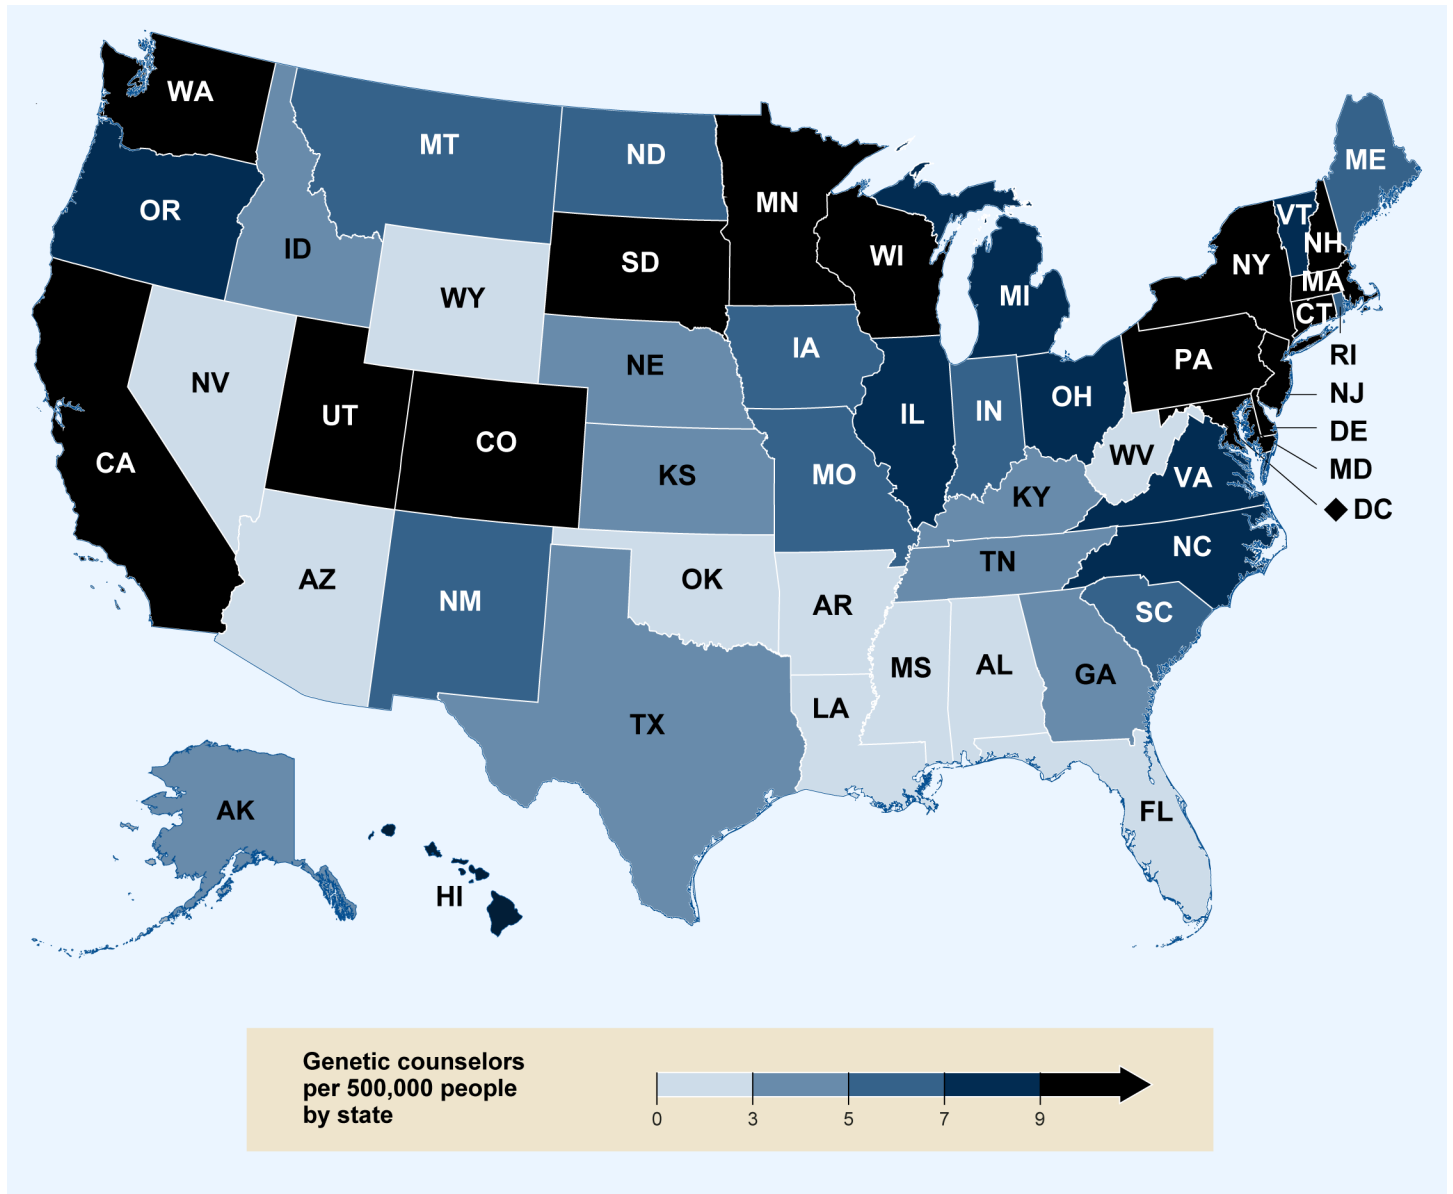 WA
MT
ND
MN
ME
OR
ID
SD
WI
VT
NH
NY
MA
WY
MI
CT
NV
NE
IA
PA
RI
UT
CO
IL
IN
OH
NJ
CA
KS
MO
WV
VA
DE
MD
KY
DC
AZ
NM
OK
AR
TN
NC
SC
MS
AL
GA
TX
LA
AK
HI
FL
Genetic counselors
per 500,000 people
by state
0 3 5 7 9